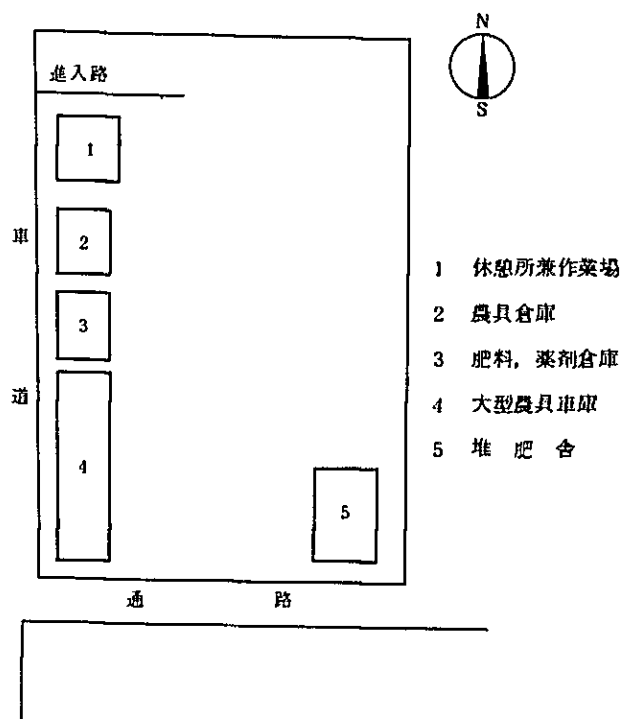 N
S
進入路
1
2
3
4
5
車
道
通路
1 休憩所兼作業場
2 農具倉庫
3 肥料，薬剤倉庫
4 大型農具車庫
5 堆肥舎